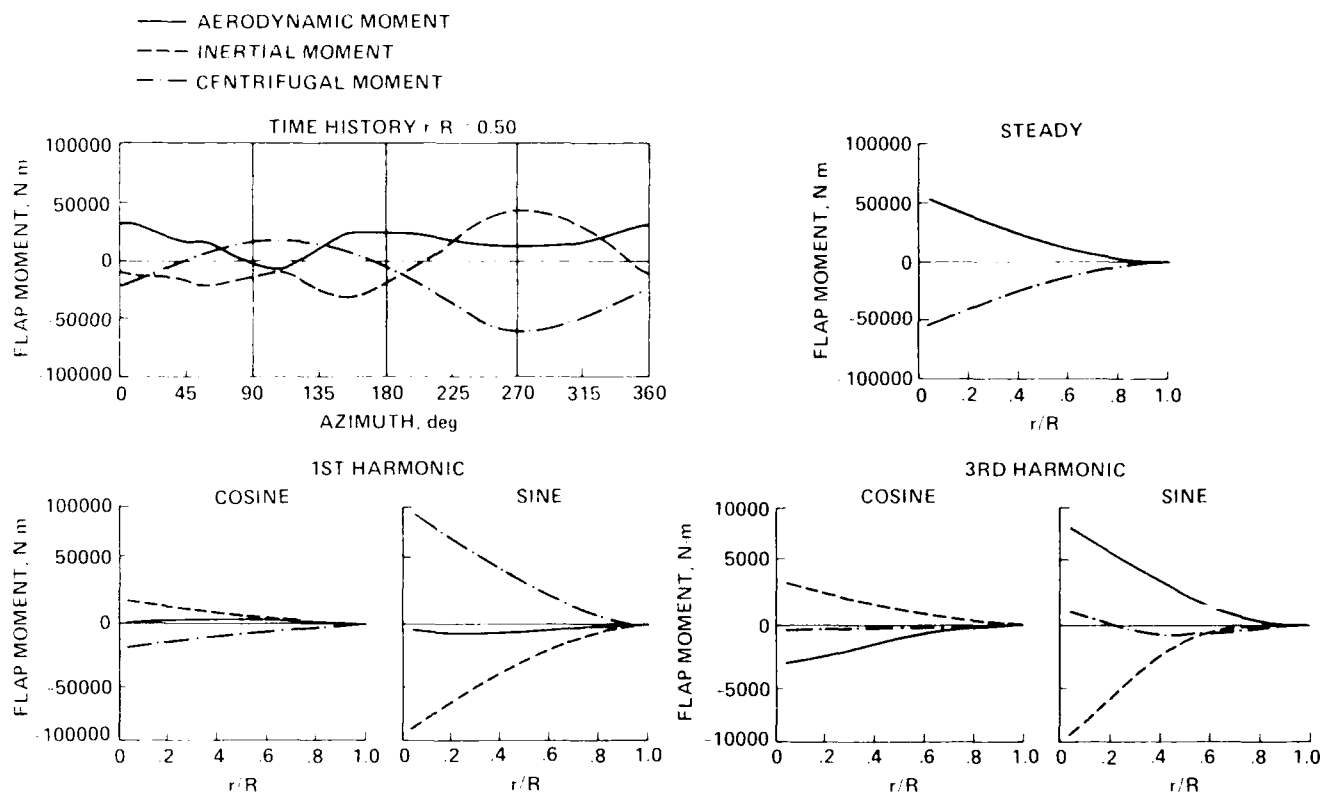 AERODYNAMIC MOMENT
INERTIAL MOMENT
CENTRIFUGAL MOMENT
TIME HISTORY r R 0.50
FLAP MOMENT, N m
100000
50000
0
-50000
-100000
0 45 90 135 180 225 270 315 360
AZIMUTH, deg
STEADY
FLAP MOMENT, N m
100000
50000
0
-50000
-100000
0 .2 .4 .6 .8 1.0
r/R
1ST HARMONIC
COSINE
SINE
FLAP MOMENT, N m
100000
50000
0
-50000
-100000
0 .2 .4 .6 .8 1.0
r/R
0 .2 .4 .6 .8 1.0
r/R
3RD HARMONIC
COSINE
SINE
FLAP MOMENT, N·m
10000
5000
0
-5000
-10000
0 .2 .4 .6 .8 1.0
r/R
0 .2 .4 .6 .8 1.0
r/R